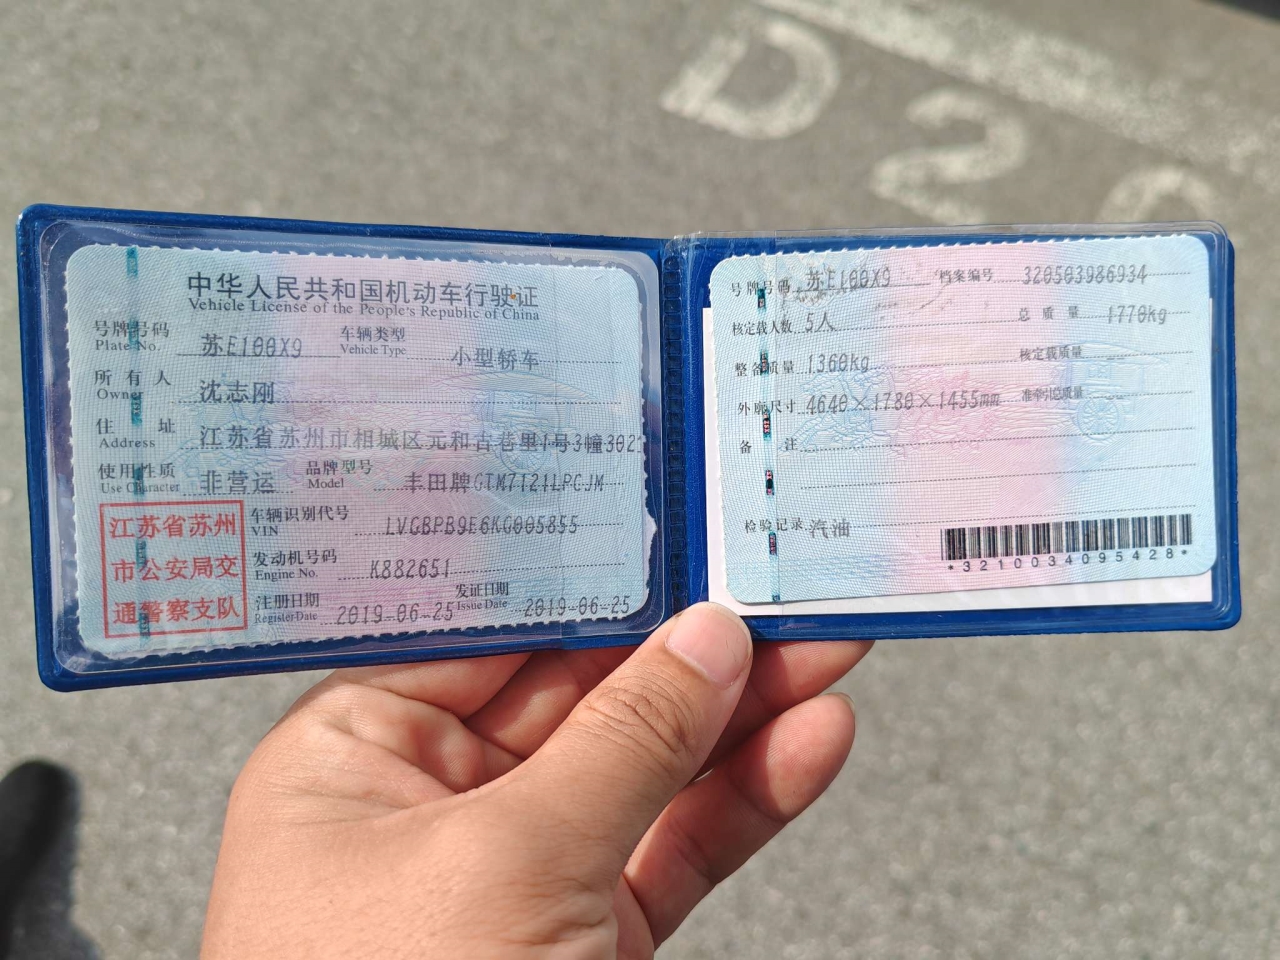 中华人民共和国机动车行驶证
Vehicle License of the People's Republic of China
号牌号码 苏E100X9 车辆类型 小型轿车
Plate No. Vehicle Type
所有人 沈志刚
Owner
住址 江苏省苏州市相城区元和古巷里1号3幢302
Address
使用性质 非营运 品牌型号 丰田牌GTM7121LPCJM
Use Character Model
江苏省苏州
市公安局交
通警察支队
车辆识别代号 LVGBPB9E6KG005855
VIN
发动机号码 K882651
Engine No.
注册日期 2019-06-25 发证日期 2019-06-25
Register Date Issue Date
号牌号码 苏E100X9 档案编号 320503986934
核定载人数 5人 总质量 1770kg
整备质量 1360kg 核定载质量
外廓尺寸 4640×1780×1455mm 准牵引总质量
备注
检验记录 汽油
*3210034095428*
D2